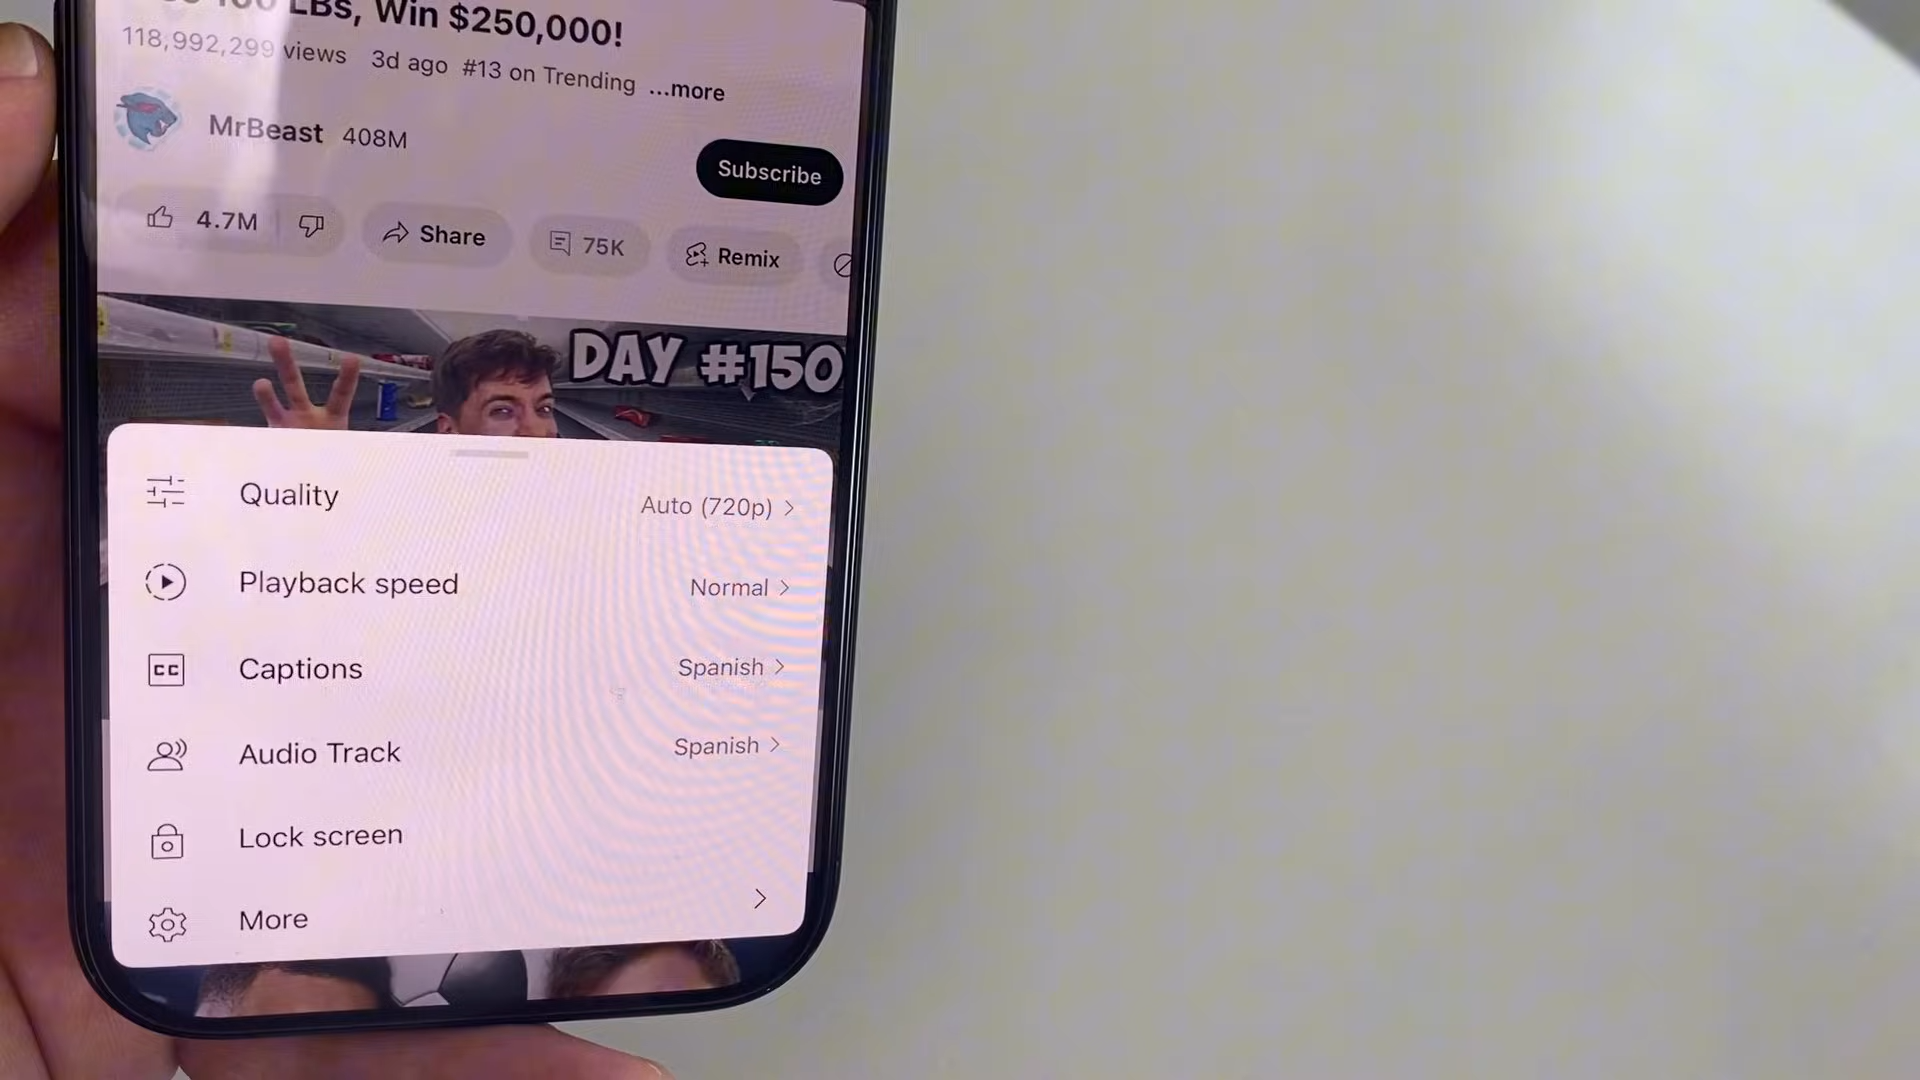 LBs, Win $250,000!
118,992,299 views 3d ago #13 on Trending ...more
MrBeast 408M
Subscribe
4.7M
Share
75K
Remix
DAY #150
Quality
Auto (720p)
Playback speed
Normal
CC
Captions
Spanish
Audio Track
Spanish
Lock screen
More